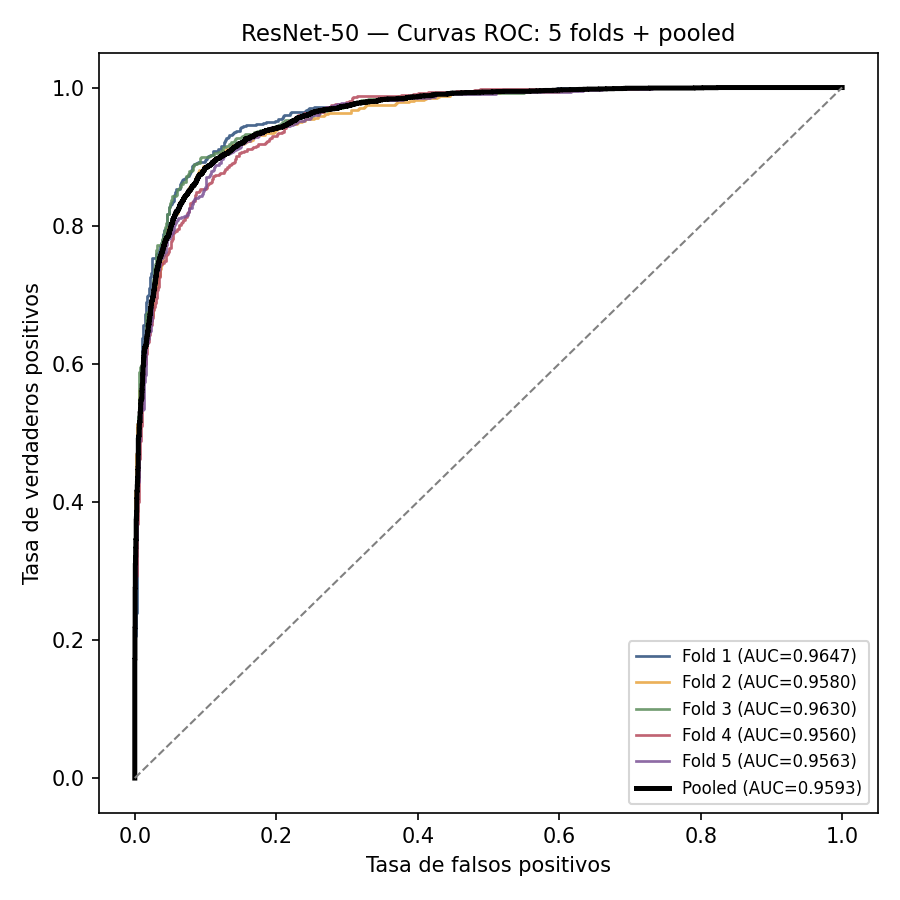 ResNet-50 — Curvas ROC: 5 folds + pooled
Tasa de verdaderos positivos
1.0
0.8
0.6
0.4
0.2
0.0
0.0 0.2 0.4 0.6 0.8 1.0
Tasa de falsos positivos
Fold 1 (AUC=0.9647)
Fold 2 (AUC=0.9580)
Fold 3 (AUC=0.9630)
Fold 4 (AUC=0.9560)
Fold 5 (AUC=0.9563)
Pooled (AUC=0.9593)